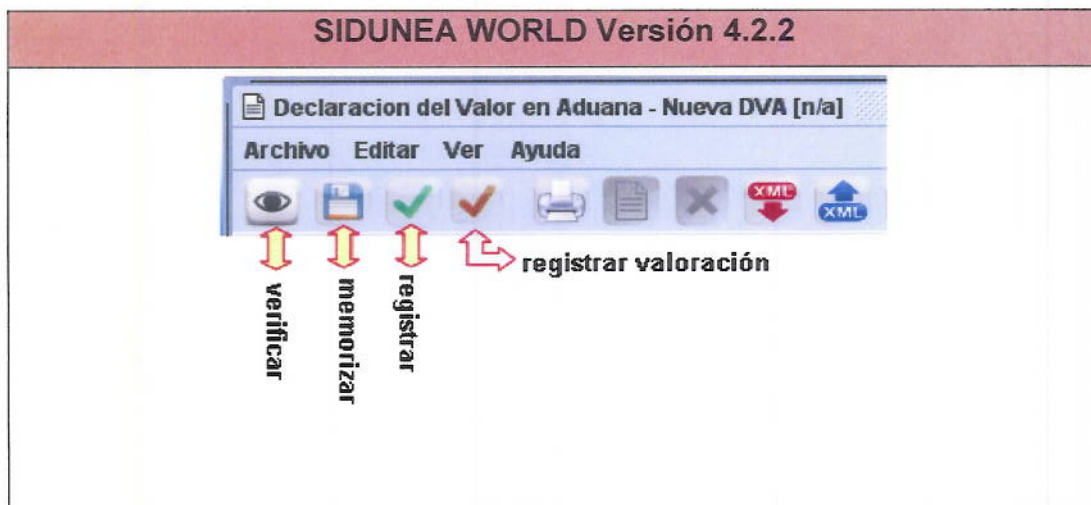 SIDUNEA WORLD Versión 4.2.2
Declaracion del Valor en Aduana - Nueva DVA [n/a]
Archivo Editar Ver Ayuda
XML
XML
registrar valoración
verificar
memorizar
registrar